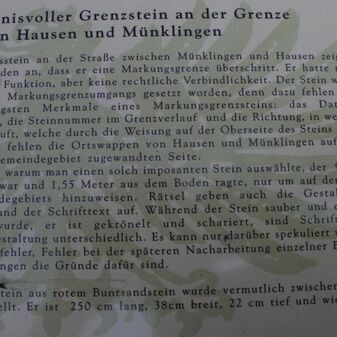 nisvoller Grenzstein an der Grenze
n Hausen und Münklingen
sstein an der Straße zwischen Münklingen und Hausen zeig
den an, dass er eine Markungsgrenze überschritt. Er hatte n
Funktion, aber keine rechtliche Verbindlichkeit. Der Stein w
Markungsgrenzumgangs gesetzt worden, denn dazu fehlen
gsten Merkmale eines Markungsgrenzsteins: das Dat
, die Steinnummer im Grenzverlauf und die Richtung, in we
uft, welche durch die Weisung auf der Oberseite des Steins
fehlen die Ortswappen von Hausen und Münklingen auf
emeindegebiet zugewandten Seite.
warum man einen solch imposanten Stein auswählte, der
war und 1,55 Meter aus dem Boden ragte, nur um auf den
degebiets hinzuweisen. Rätsel geben auch die Gestal
und der Schrifttext auf. Während der Stein sauber und e
wurde, er ist gekrönelt und schariert, sind Schrift
staltung unterschiedlich. Es kann nur darüber spekuliert v
fehler, Fehler bei der späteren Nacharbeitung einzelner B
ngen die Gründe dafür sind.
tein aus rotem Buntsandstein wurde vermutlich zwischen
ellt. Er ist 250 cm lang, 38cm breit, 22 cm tief und wie